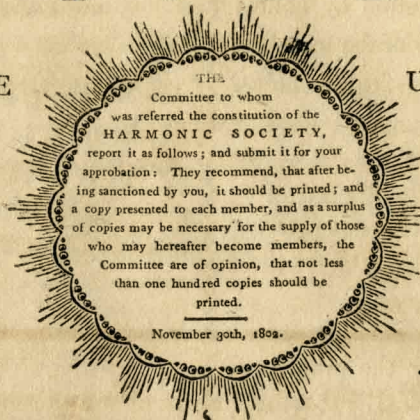 THE
Committee to whom
was referred the constitution of the
HARMONIC SOCIETY,
report it as follows; and submit it for your
approbation: They recommend, that after be-
ing sanctioned by you, it should be printed; and
a copy presented to each member, and as a surplus
of copies may be necessary for the supply of those
who may hereafter become members, the
Committee are of opinion, that not less
than one hundred copies should be
printed.
November 30th, 1802.
E
U